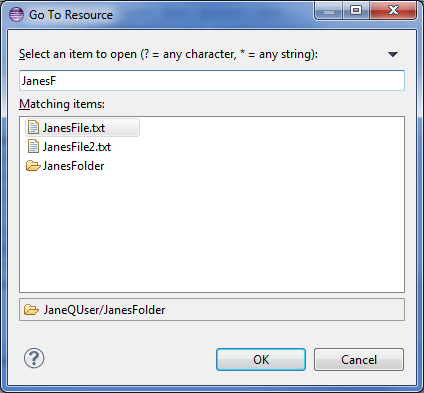 Go To Resource
Select an item to open (? = any character, * = any string):
JanesF
Matching items:
JanesFile.txt
JanesFile2.txt
JanesFolder
JaneQUser/JanesFolder
?
OK
Cancel